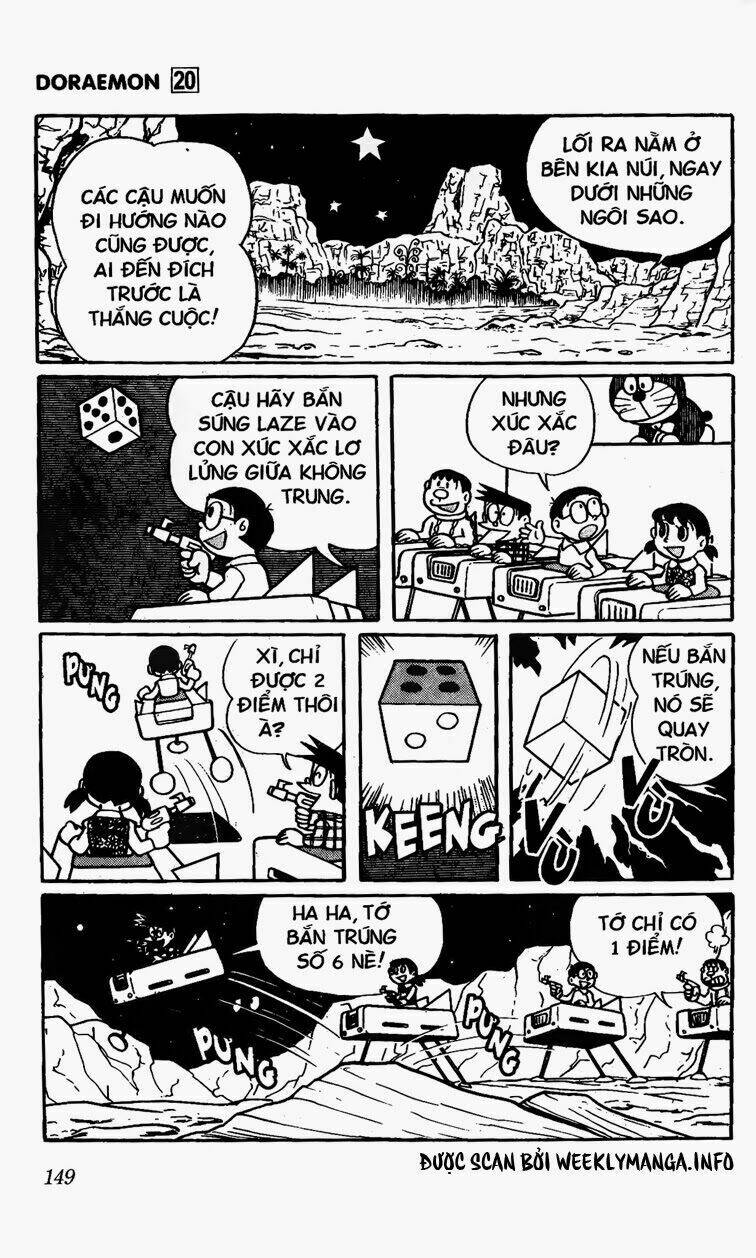 DORAEMON 20
LỐI RA NẰM Ở
BÊN KIA NÚI, NGAY
DƯỚI NHỮNG
NGÔI SAO.
CÁC CẬU MUỐN
ĐI HƯỚNG NÀO
CŨNG ĐƯỢC,
AI ĐẾN ĐÍCH
TRƯỚC LÀ
THẮNG CUỘC!
CẬU HÃY BẮN
SÚNG LAZE VÀO
CON XÚC XẮC LƠ
LỬNG GIỮA KHÔNG
TRUNG.
NHƯNG
XÚC XẮC
ĐÂU?
PƯNG
XÌ, CHỈ
ĐƯỢC 2
ĐIỂM THÔI
À?
KEENG
NẾU BẮN
TRÚNG,
NÓ SẼ
QUAY
TRÒN.
VÙ
VÙ
HA HA, TỚ
BẮN TRÚNG
SỐ 6 NÈ!
TỚ CHỈ CÓ
1 ĐIỂM!
PƯNG
PƯNG
149
ĐƯỢC SCAN BỞI WEEKLYMANGA.INFO